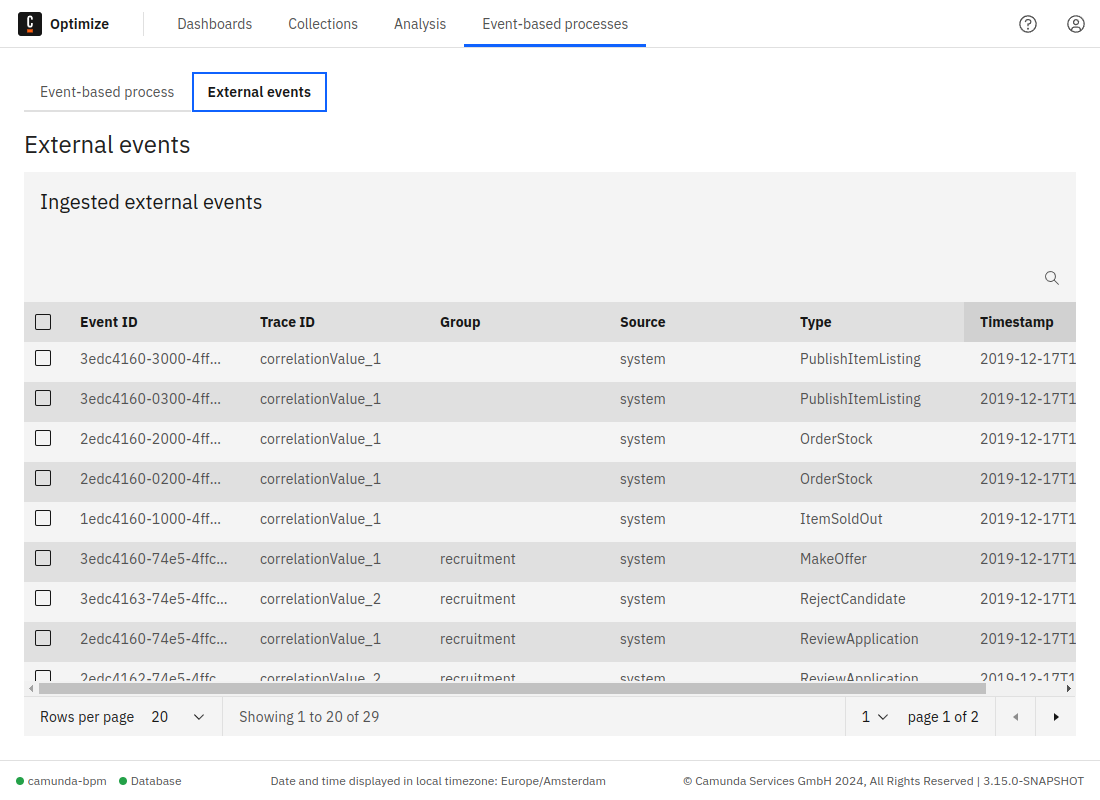 C Optimize Dashboards Collections Analysis Event-based processes
Event-based process External events
External events
Ingested external events
Event ID Trace ID Group Source Type Timestamp
3edc4160-3000-4ff... correlationValue_1 system PublishItemListing 2019-12-17T1
3edc4160-0300-4ff... correlationValue_1 system PublishItemListing 2019-12-17T1
2edc4160-2000-4ff... correlationValue_1 system OrderStock 2019-12-17T1
2edc4160-0200-4ff... correlationValue_1 system OrderStock 2019-12-17T1
1edc4160-1000-4ff... correlationValue_1 system ItemSoldOut 2019-12-17T1
3edc4160-74e5-4ffc... correlationValue_1 recruitment system MakeOffer 2019-12-17T1
3edc4163-74e5-4ffc... correlationValue_2 recruitment system RejectCandidate 2019-12-17T1
2edc4160-74e5-4ffc... correlationValue_1 recruitment system ReviewApplication 2019-12-17T1
2edc4162-74e5-4ffc... correlationValue_2 recruitment system ReviewApplication 2019-12-17T1
Rows per page 20 Showing 1 to 20 of 29 1 page 1 of 2
camunda-bpm Database Date and time displayed in local timezone: Europe/Amsterdam © Camunda Services GmbH 2024, All Rights Reserved | 3.15.0-SNAPSHOT